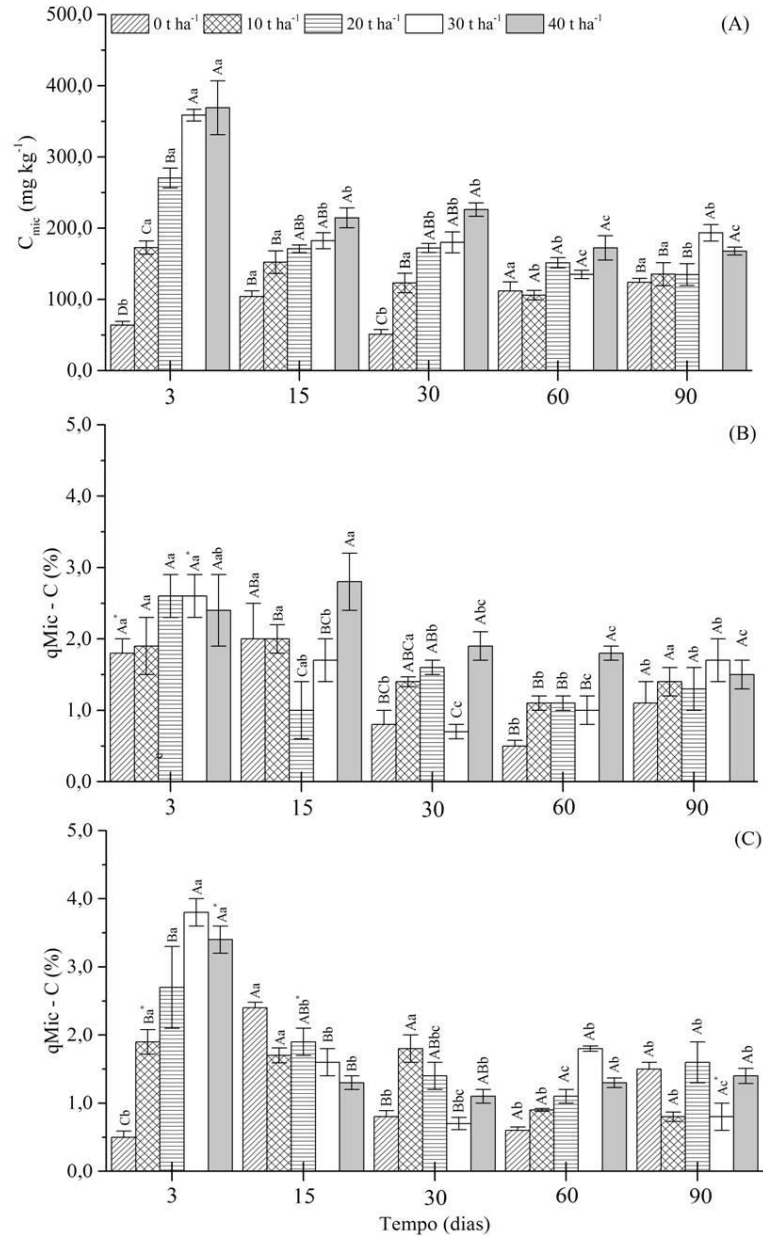 500,0 0 t ha⁻¹ 10 t ha⁻¹ 20 t ha⁻¹ 30 t ha⁻¹ 40 t ha⁻¹ (A)
400,0
300,0
200,0
100,0
0,0
C mic (mg kg⁻¹)
Db Ca Ba Aa Aa
Ba Ba ABb ABb Ab
Cb Ba ABb ABb Ab
Aa Ab Ab Ac Ac
Ba Ba Bb Ab Ac
3 15 30 60 90
5,0 (B)
4,0
3,0
2,0
1,0
0,0
qMic - C (%)
Aa* Aa Aa Aa* Aab
ABa Ba Cab BCb Aa
BCb ABCa ABb Cc Abc
Bb Bb Bb Bc Ac
Ab Aa Ab Ab Ac
c
3 15 30 60 90
5,0 (C)
4,0
3,0
2,0
1,0
0,0
qMic - C (%)
Cb Ba* Ba Aa Aa*
Aa Aa ABb* Bb Bb
Bb Aa ABbc Bbc ABb
Ab Ab Ac Ab Ab
Ab Ab Ab Ac* Ab
3 15 30 60 90
Tempo (dias)